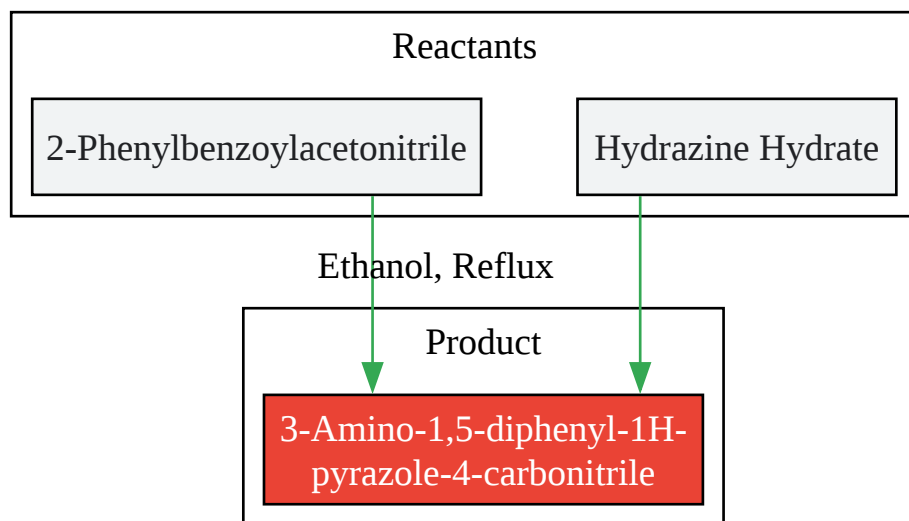 Reactants
2-Phenylbenzoylacetonitrile
Hydrazine Hydrate
Ethanol, Reflux
Product
3-Amino-1,5-diphenyl-1H-
pyrazole-4-carbonitrile